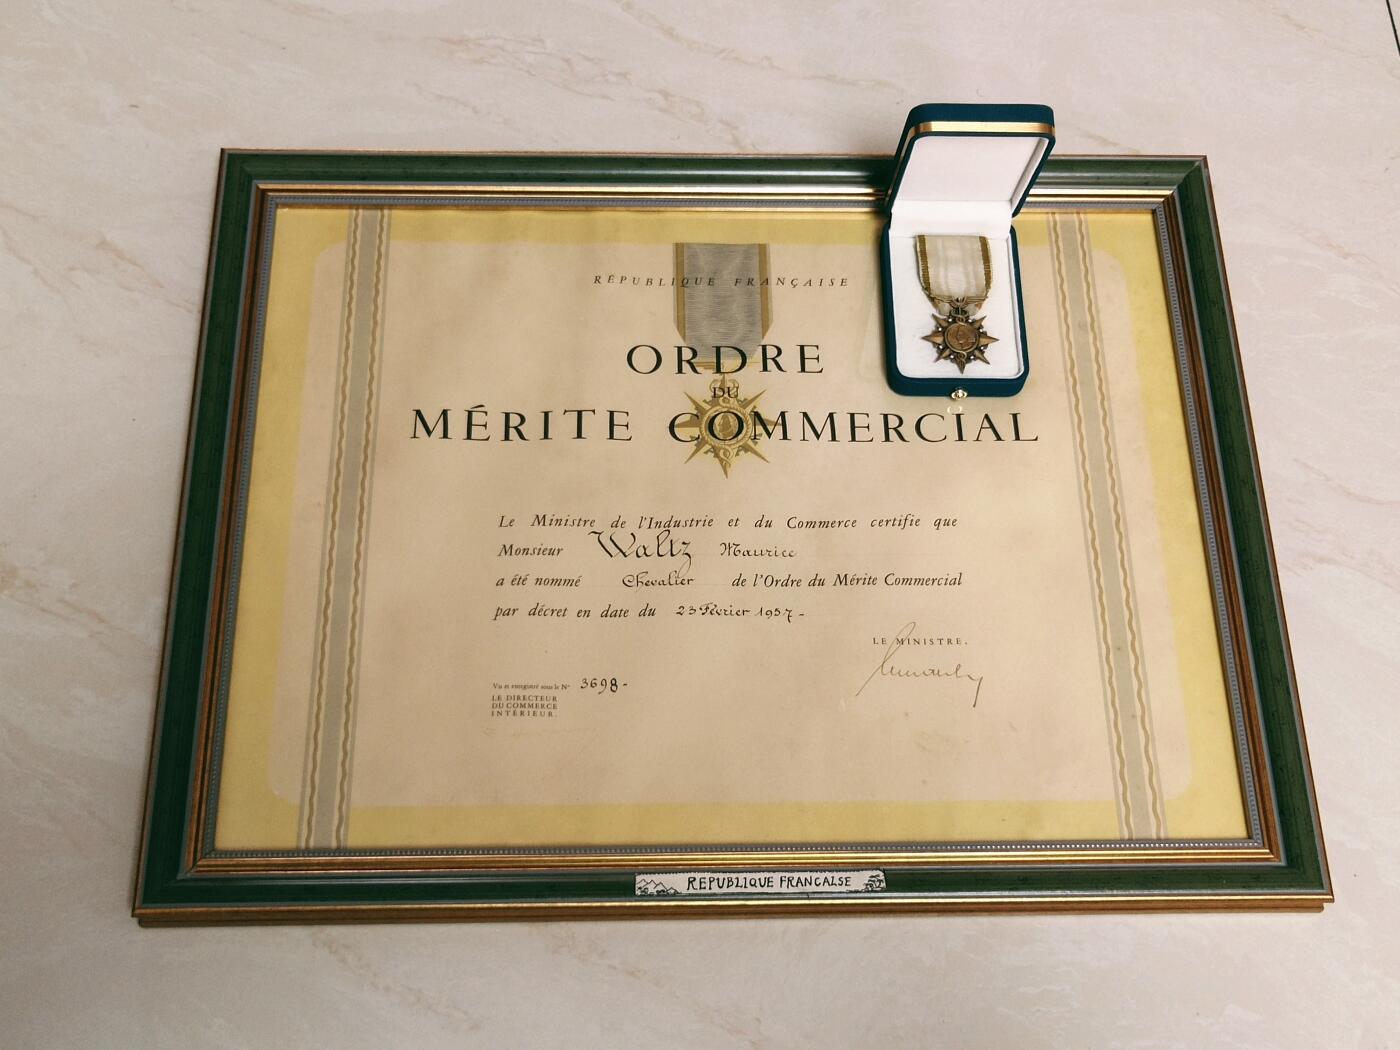 RÉPUBLIQUE FRANÇAISE
ORDRE
DU
MÉRITE COMMERCIAL
Le Ministre de l'Industrie et du Commerce certifie que
Monsieur Waltz Maurice
a été nommé Chevalier de l'Ordre du Mérite Commercial
par décret en date du 23 Février 1957-
LE MINISTRE.
Vu et enregistré sous le N° 3698-
LE DIRECTEUR
DU COMMERCE
INTÉRIEUR.
REPUBLIQUE FRANCALSE